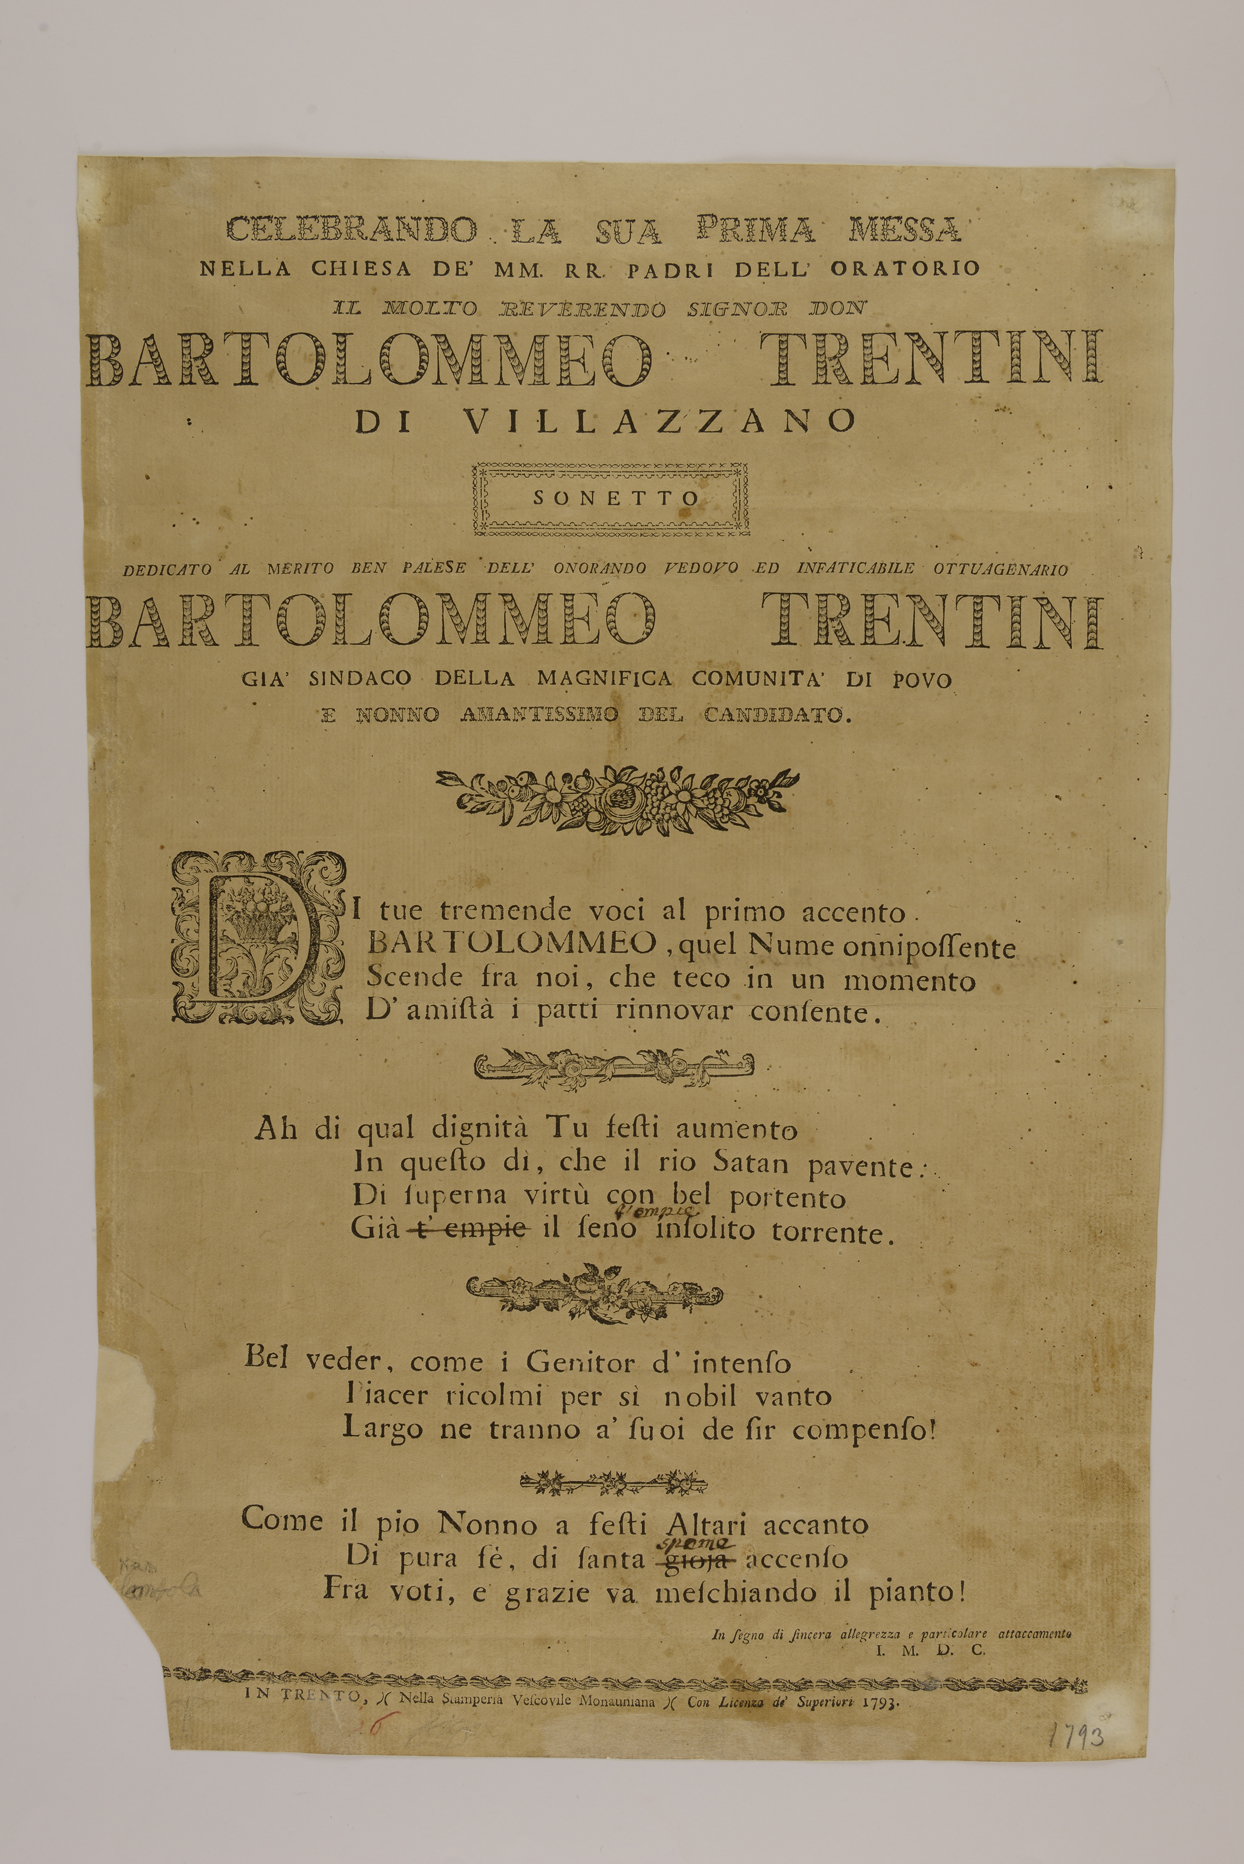 CELEBRANDO LA SUA PRIMA MESSA
NELLA CHIESA DE' MM. RR. PADRI DELL' ORATORIO
IL MOLTO REVERENDO SIGNOR DON
BARTOLOMMEO TRENTINI
DI VILLAZZANO
SONETTO
DEDICATO AL MERITO BEN PALESE DELL' ONORANDO VEDOVO ED INFATICABILE OTTUAGENARIO
BARTOLOMMEO TRENTINI
GIA' SINDACO DELLA MAGNIFICA COMUNITA' DI POVO
E NONNO AMANTISSIMO DEL CANDIDATO.
DI tue tremende voci al primo accento
BARTOLOMMEO, quel Nume onnipoſſente
Scende fra noi, che teco in un momento
D' amiſtà i patti rinnovar conſente.
Ah di qual dignità Tu feſti aumento
In queſto dì, che il rio Satan pavente:
Di ſuperna virtù con bel portento
t'empie
Già t' empie il ſeno inſolito torrente.
Bel veder, come i Genitor d' intenſo
Piacer ricolmi per sì nobil vanto
Largo ne tranno a' ſuoi de ſir compenſo!
Come il pio Nonno a feſti Altari accanto
speme
Di pura fè, di ſanta gioja accenſo
Fra voti, e grazie va meſchiando il pianto!
In ſegno di ſincera allegrezza e particolare attaccamento
I. M. D. C.
IN TRENTO, )( Nella Stamperia Veſcovile Monauniana )( Con Licenza de' Superiori 1793.
1793